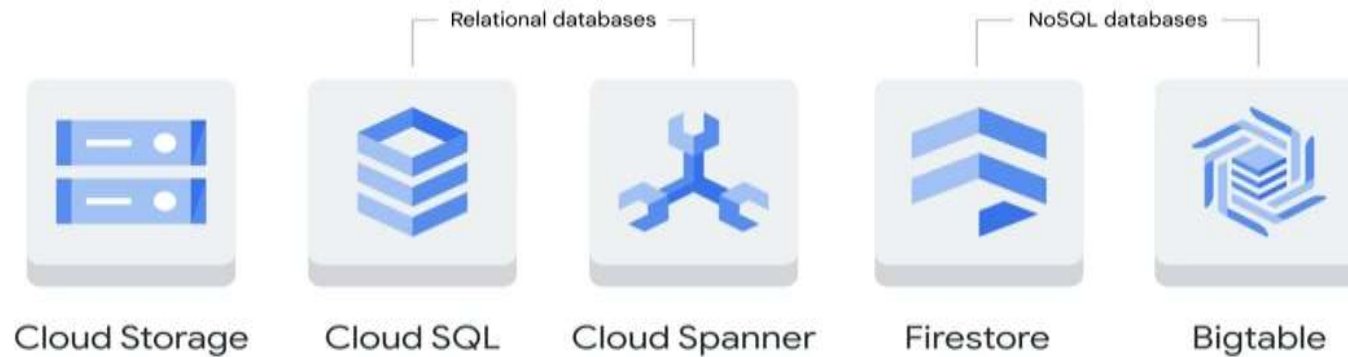 Relational databases
NoSQL databases
Cloud Storage
Cloud SQL
Cloud Spanner
Firestore
Bigtable